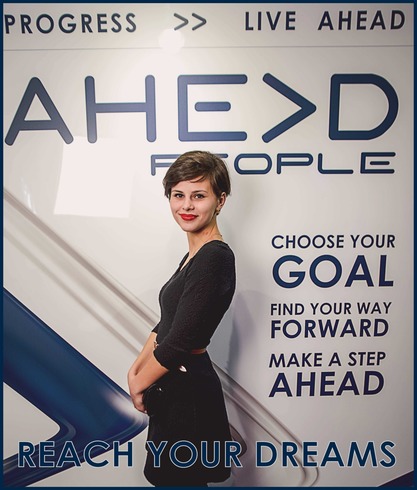 PROGRESS >> LIVE AHEAD
AHE>D
PEOPLE
CHOOSE YOUR
GOAL
FIND YOUR WAY
FORWARD
MAKE A STEP
AHEAD
REACH YOUR DREAMS